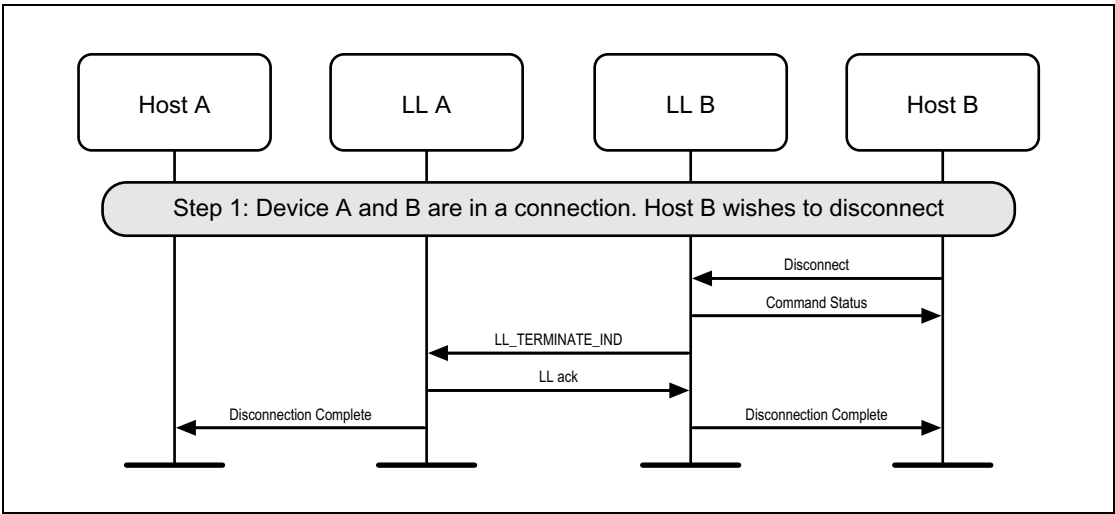 Host A
LL A
LL B
Host B
Step 1: Device A and B are in a connection. Host B wishes to disconnect
Disconnect
Command Status
LL_TERMINATE_IND
LL ack
Disconnection Complete
Disconnection Complete